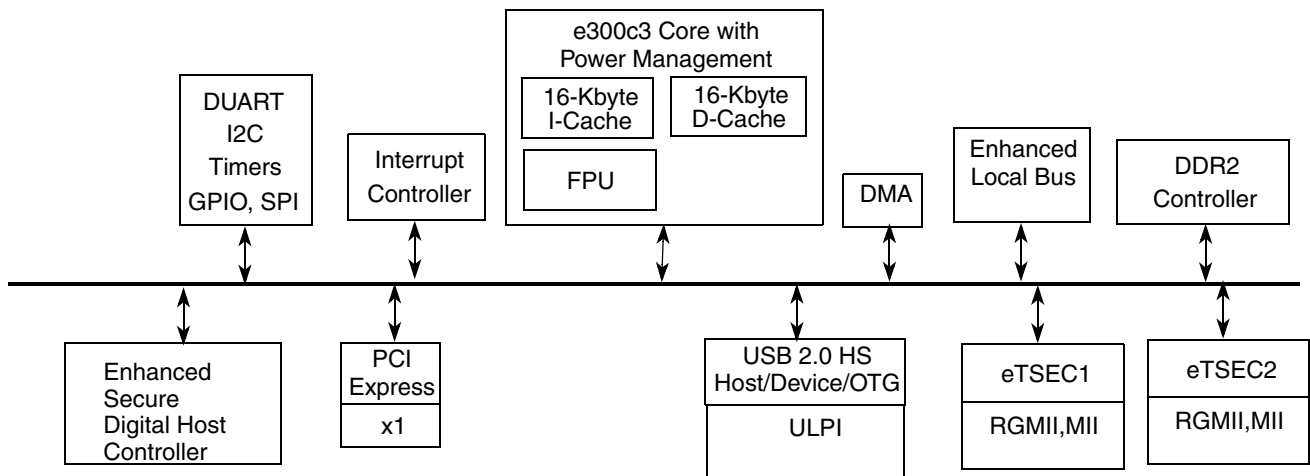 e300c3 Core with
Power Management
16-Kbyte
I-Cache
16-Kbyte
D-Cache
FPU
DUART
I2C
Timers
GPIO, SPI
Interrupt
Controller
DMA
Enhanced
Local Bus
DDR2
Controller
Enhanced
Secure
Digital Host
Controller
PCI
Express
x1
USB 2.0 HS
Host/Device/OTG
ULPI
eTSEC1
RGMII,MII
eTSEC2
RGMII,MII